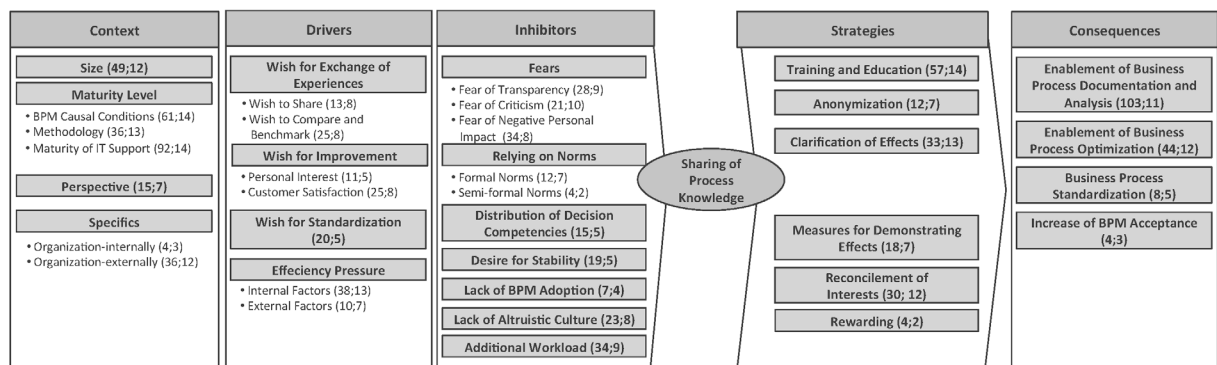 Context
Size (49;12)
Maturity Level
• BPM Causal Conditions (61;14)
• Methodology (36;13)
• Maturity of IT Support (92;14)
Perspective (15;7)
Specifics
• Organization-internally (4;3)
• Organization-externally (36;12)
Drivers
Wish for Exchange of
Experiences
• Wish to Share (13;8)
• Wish to Compare and
Benchmark (25;8)
Wish for Improvement
• Personal Interest (11;5)
• Customer Satisfaction (25;8)
Wish for Standardization
(20;5)
Effeciency Pressure
• Internal Factors (38;13)
• External Factors (10;7)
Inhibitors
Fears
• Fear of Transparency (28;9)
• Fear of Criticism (21;10)
• Fear of Negative Personal
Impact (34;8)
Relying on Norms
• Formal Norms (12;7)
• Semi-formal Norms (4;2)
Distribution of Decision
Competencies (15;5)
Desire for Stability (19;5)
Lack of BPM Adoption (7;4)
Lack of Altruistic Culture (23;8)
Additional Workload (34;9)
Sharing of
Process
Knowledge
Strategies
Training and Education (57;14)
Anonymization (12;7)
Clarification of Effects (33;13)
Measures for Demonstrating
Effects (18;7)
Reconcilement of
Interests (30; 12)
Rewarding (4;2)
Consequences
Enablement of Business
Process Documentation and
Analysis (103;11)
Enablement of Business
Process Optimization (44;12)
Business Process
Standardization (8;5)
Increase of BPM Acceptance
(4;3)